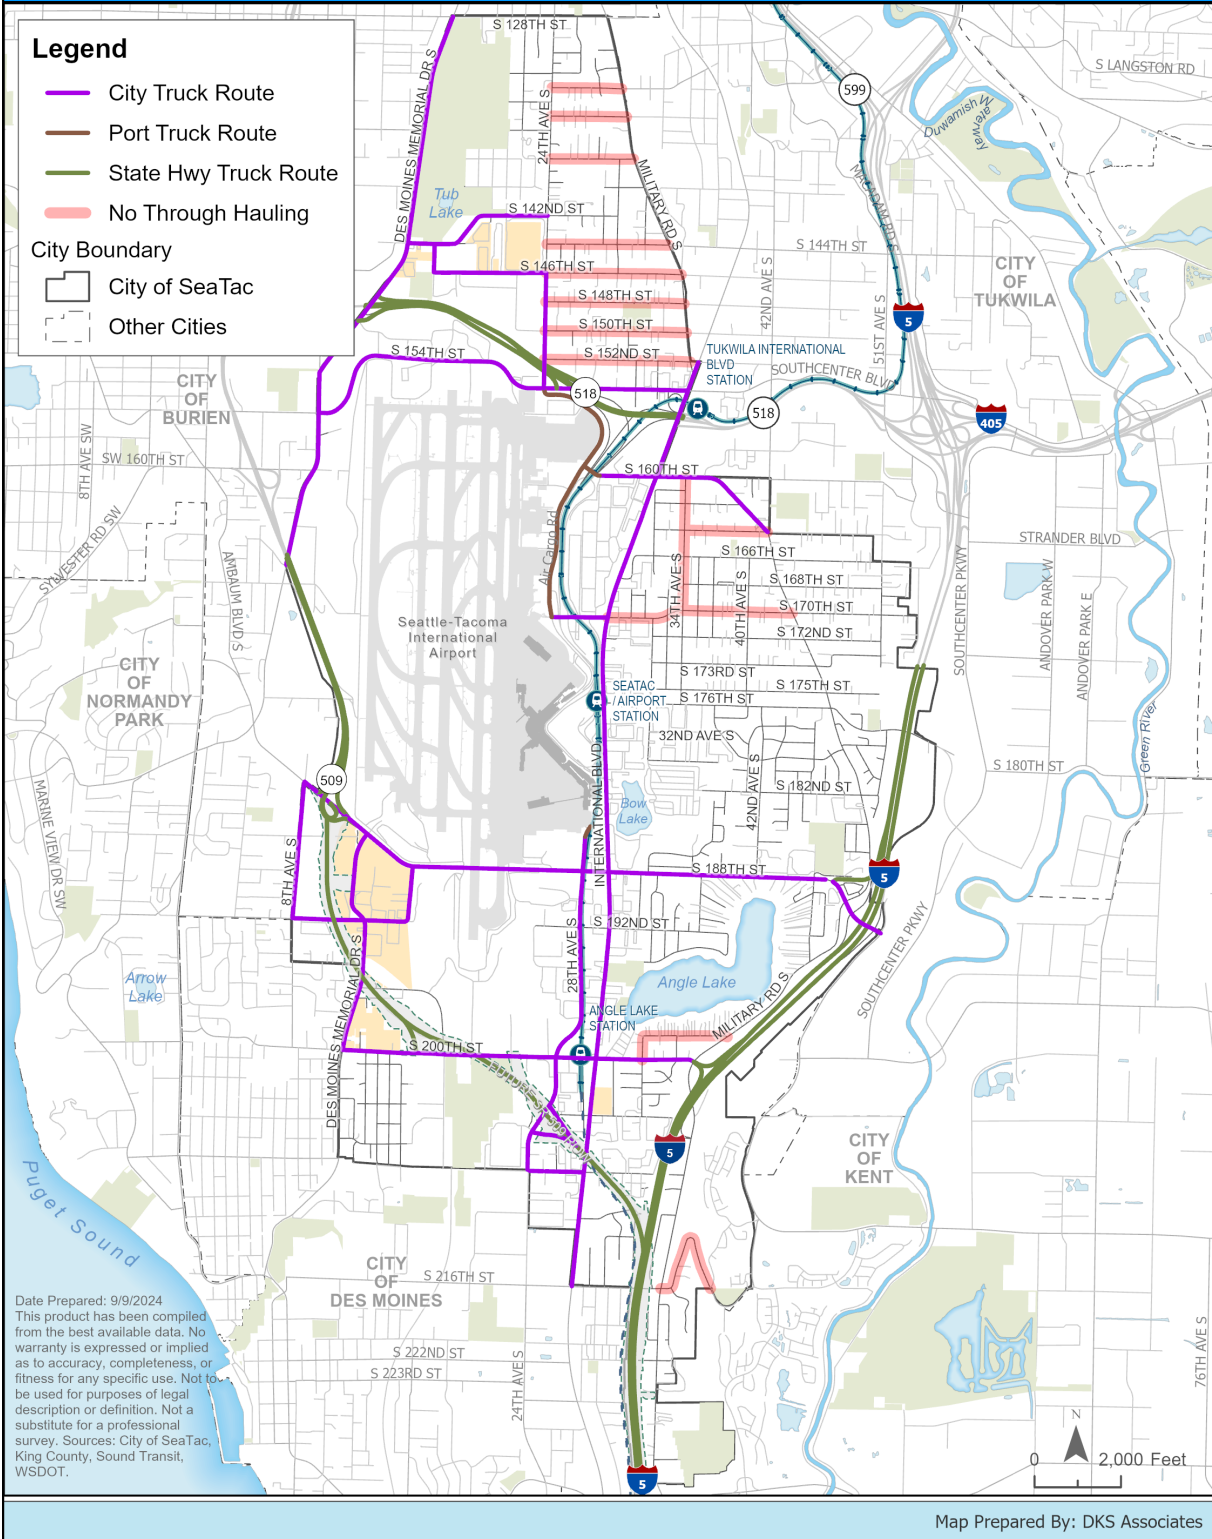 Legend
City Truck Route
Port Truck Route
State Hwy Truck Route
No Through Hauling
City Boundary
City of SeaTac
Other Cities
S 128TH ST
DES MOINES MEMORIAL DR S
24TH AVE S
MILITARY RD S
599
S LANGSTON RD
Duwamish Waterway
MACADAM RD S
Tub
Lake
S 142ND ST
S 144TH ST
S 146TH ST
CITY
OF
TUKWILA
42ND AVE S
51ST AVE S
S 148TH ST
5
S 150TH ST
S 152ND ST
S 154TH ST
TUKWILA INTERNATIONAL
BLVD
STATION
SOUTHCENTER BLVD
518
518
405
CITY
OF
BURIEN
8TH AVE SW
SW 160TH ST
S 160TH ST
SYLVESTER RD SW
AMBAUM BLVD S
Air Cargo Rd
STRANDER BLVD
S 166TH ST
34TH AVE S
40TH AVE S
S 168TH ST
S 170TH ST
S 172ND ST
SOUTHCENTER PKWY
ANDOVER PARK W
ANDOVER PARK E
Seattle-Tacoma
International
Airport
CITY
OF
NORMANDY
PARK
S 173RD ST
S 175TH ST
S 176TH ST
SEATAC
/ AIRPORT
STATION
32ND AVE S
Green River
S 180TH ST
509
MARINE VIEW DR SW
42ND AVE S
S 182ND ST
Bow
Lake
INTERNATIONAL BLVD
8TH AVE S
S 188TH ST
5
S 192ND ST
28TH AVE S
SOUTHCENTER PKWY
Arrow
Lake
Angle Lake
DES MOINES MEMORIAL DR S
MILITARY RD S
ANGLE LAKE
STATION
S 200TH ST
5
CITY
OF
KENT
Puget Sound
CITY
OF
DES MOINES
S 216TH ST
S 222ND ST
S 223RD ST
24TH AVE S
76TH AVE S
5
Date Prepared: 9/9/2024
This product has been compiled
from the best available data. No
warranty is expressed or implied
as to accuracy, completeness, or
fitness for any specific use. Not to
be used for purposes of legal
description or definition. Not a
substitute for a professional
survey. Sources: City of SeaTac,
King County, Sound Transit,
WSDOT.
N
0 2,000 Feet
Map Prepared By: DKS Associates